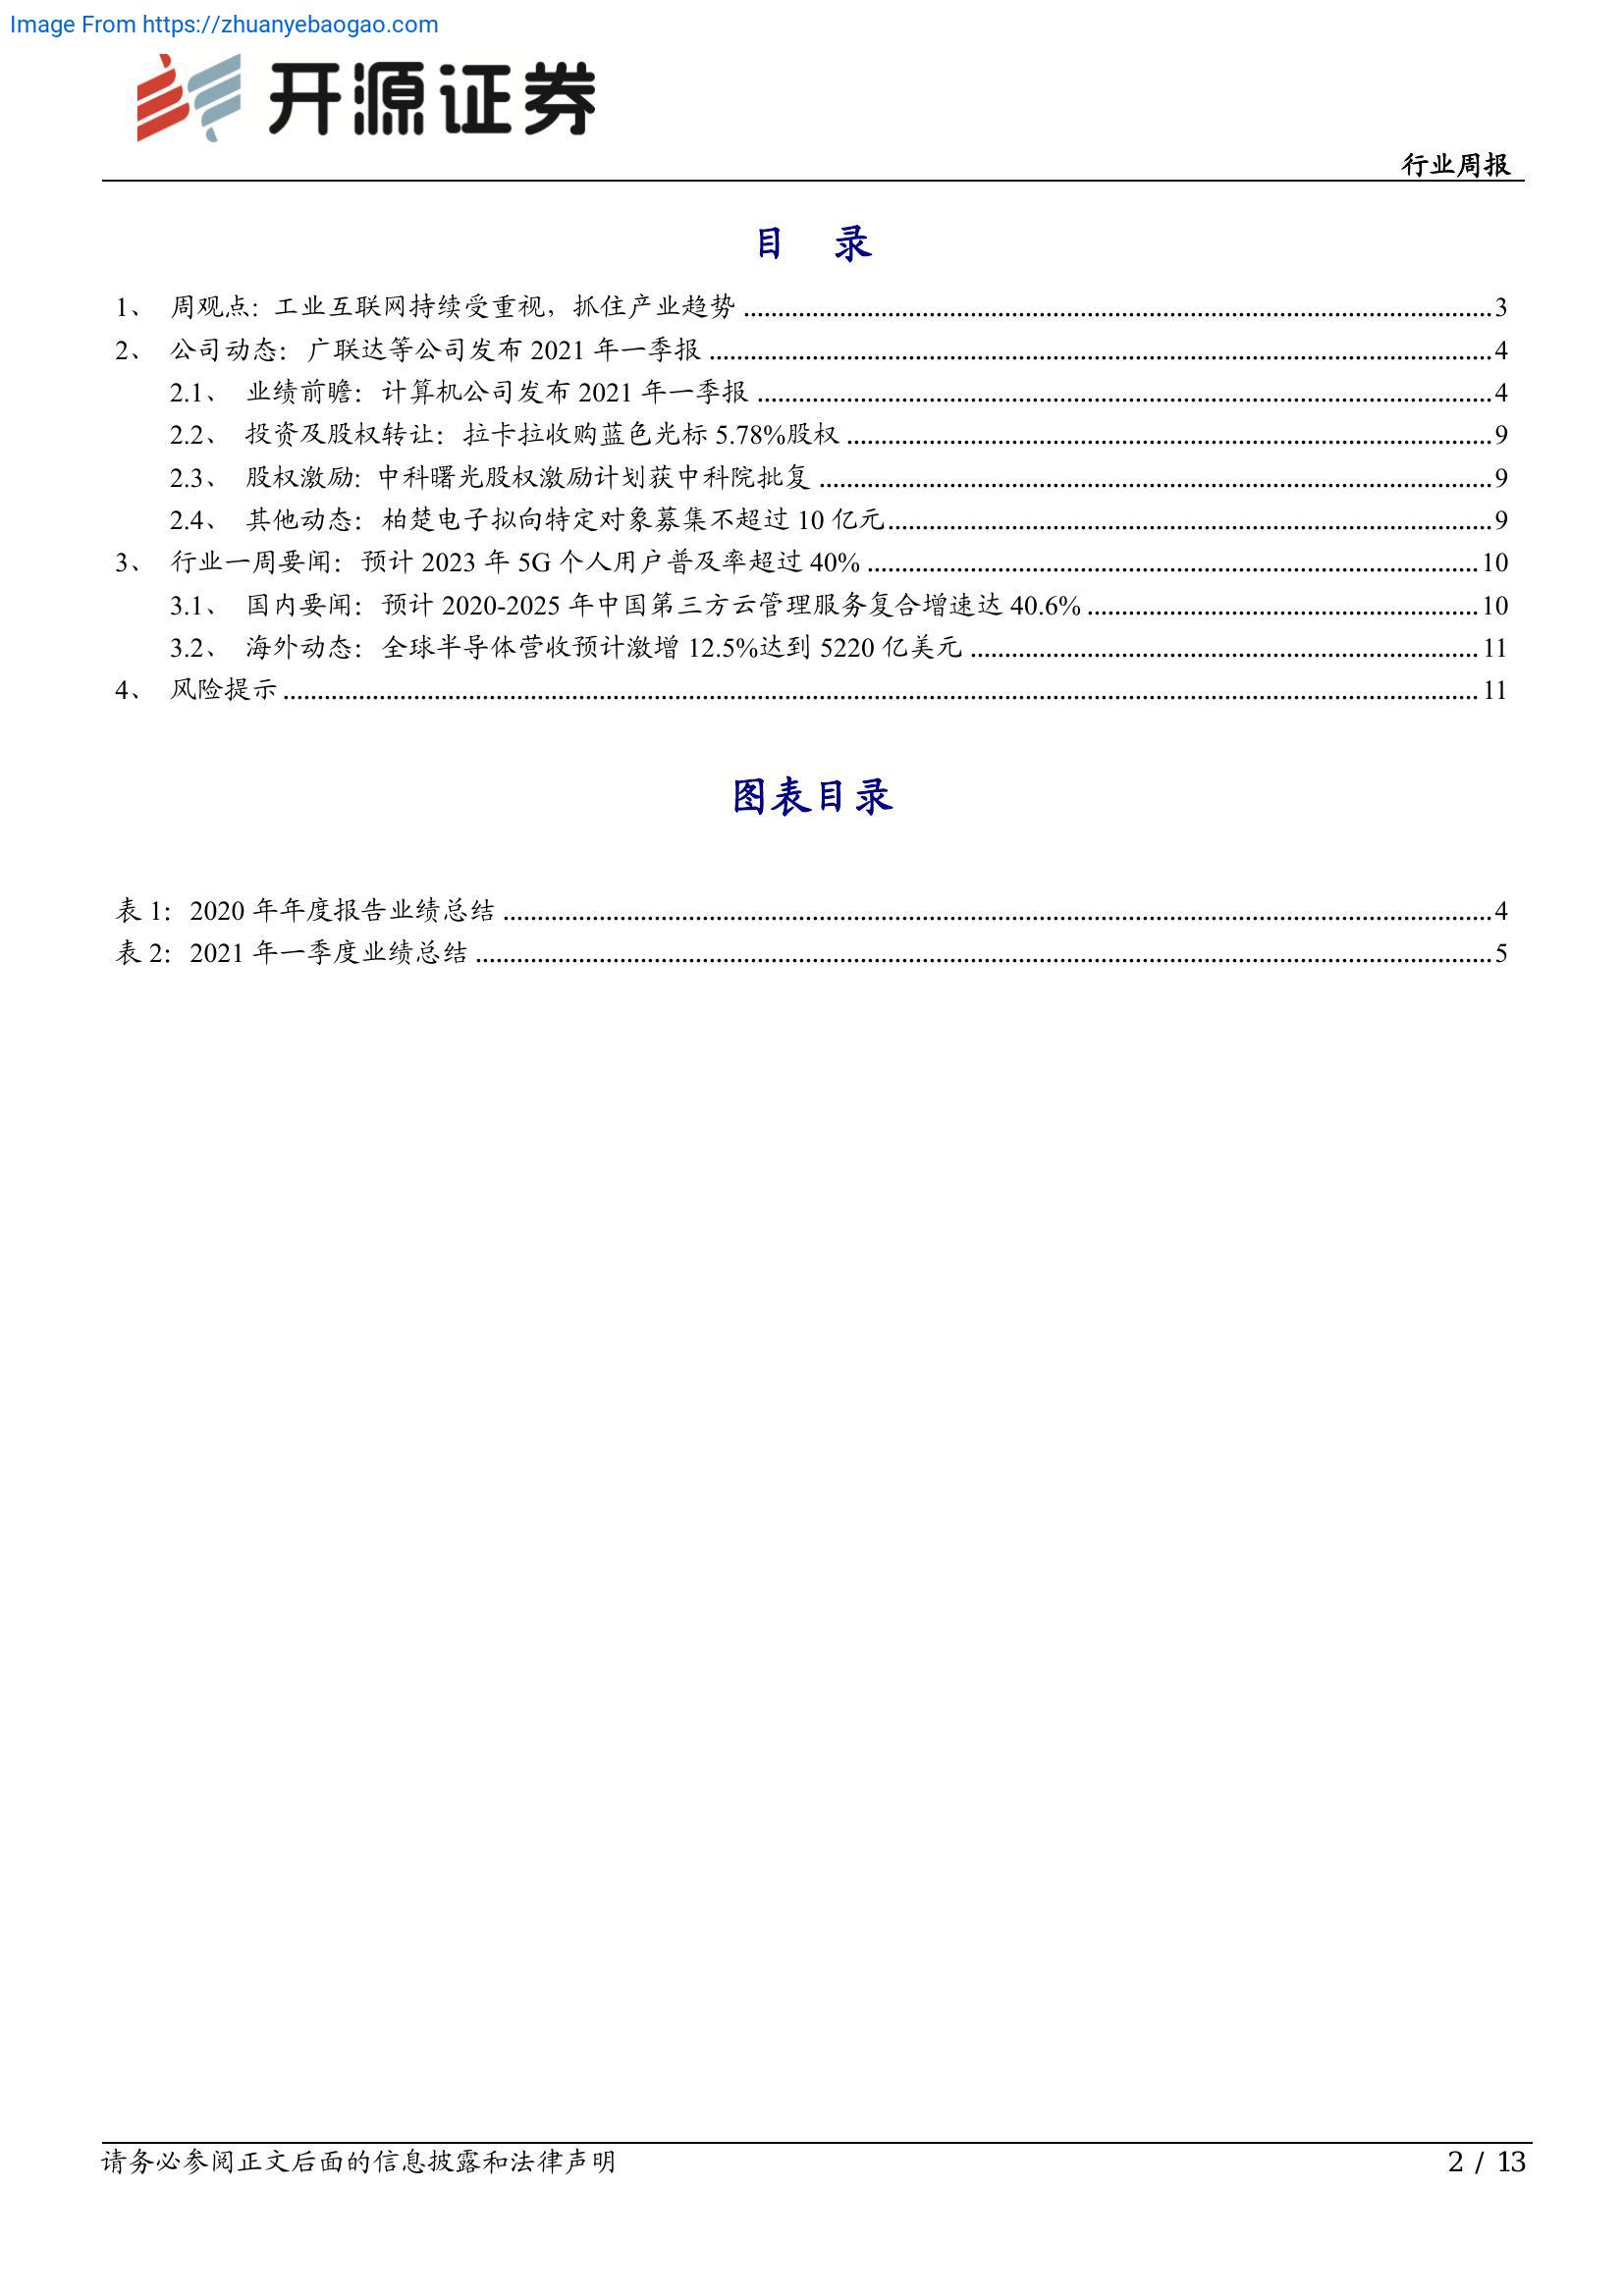 Image From https://zhuanyebaogao.com
开源证券
行业周报
目 录
1、 周观点：工业互联网持续受重视，抓住产业趋势 ........ 3
2、 公司动态：广联达等公司发布 2021 年一季报 ........ 4
2.1、 业绩前瞻：计算机公司发布 2021 年一季报 ........ 4
2.2、 投资及股权转让：拉卡拉收购蓝色光标 5.78%股权 ........ 9
2.3、 股权激励：中科曙光股权激励计划获中科院批复 ........ 9
2.4、 其他动态：柏楚电子拟向特定对象募集不超过 10 亿元 ........ 9
3、 行业一周要闻：预计 2023 年 5G 个人用户普及率超过 40% ........ 10
3.1、 国内要闻：预计 2020-2025 年中国第三方云管理服务复合增速达 40.6% ........ 10
3.2、 海外动态：全球半导体营收预计激增 12.5%达到 5220 亿美元 ........ 11
4、 风险提示 ........ 11
图表目录
表 1：2020 年年度报告业绩总结 ........ 4
表 2：2021 年一季度业绩总结 ........ 5
请务必参阅正文后面的信息披露和法律声明 2 / 13